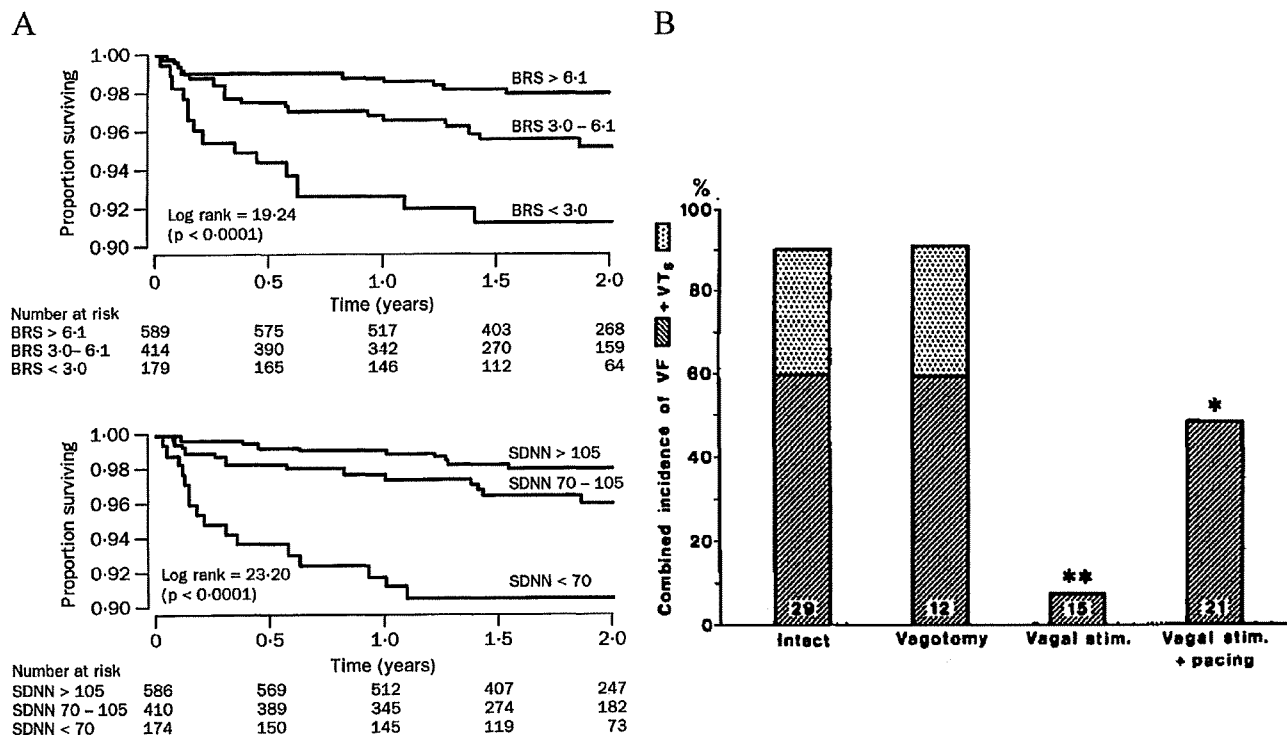 A
Proportion surviving
1·00
0·98
0·96
0·94
0·92
0·90
BRS > 6·1
BRS 3·0 – 6·1
BRS < 3·0
Log rank = 19·24
(p < 0·0001)
0 0·5 1·0 1·5 2·0
Time (years)
Number at risk
BRS > 6·1 589 575 517 403 268
BRS 3·0– 6·1 414 390 342 270 159
BRS < 3·0 179 165 146 112 64
Proportion surviving
1·00
0·98
0·96
0·94
0·92
0·90
SDNN > 105
SDNN 70 – 105
SDNN < 70
Log rank = 23·20
(p < 0·0001)
0 0·5 1·0 1·5 2·0
Time (years)
Number at risk
SDNN > 105 586 569 512 407 247
SDNN 70 – 105 410 389 345 274 182
SDNN < 70 174 150 145 119 73
B
%
Combined incidence of VF + VTs
100
80
60
40
20
0
** *
29 12 15 21
Intact Vagotomy Vagal stim. Vagal stim.
+ pacing